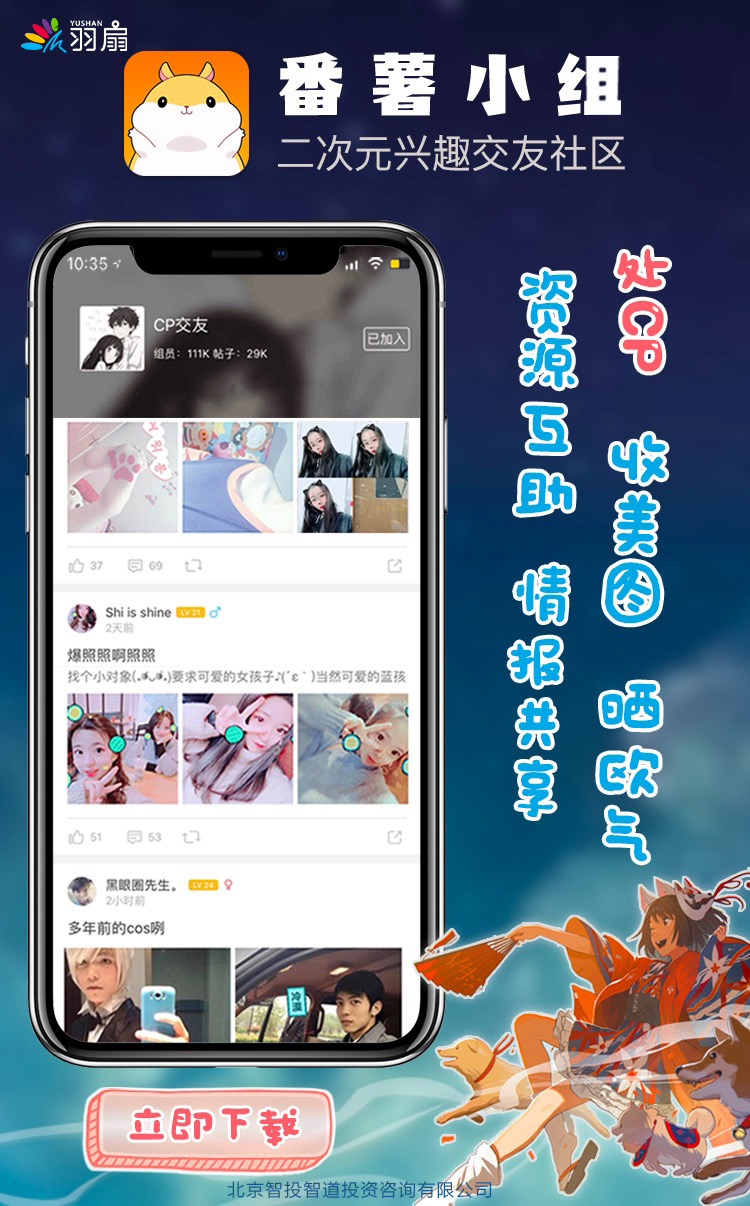 YUSHAN
羽扇
番薯小组
二次元兴趣交友社区
10:35
CP交友
组员：111K 帖子：29K
已加入
处CP 收美图 晒欧气
资源互助 情报共享
37 69
Shi is shine LV 21
2天前
爆照照啊照照
找个小对象(｡•́︿•̀｡)要求可爱的女孩子♪(´ε｀)当然可爱的蓝孩
51 53
黑眼圈先生。 LV 24
2小时前
多年前的cos咧
冷漠
立即下载
北京智投智道投资咨询有限公司